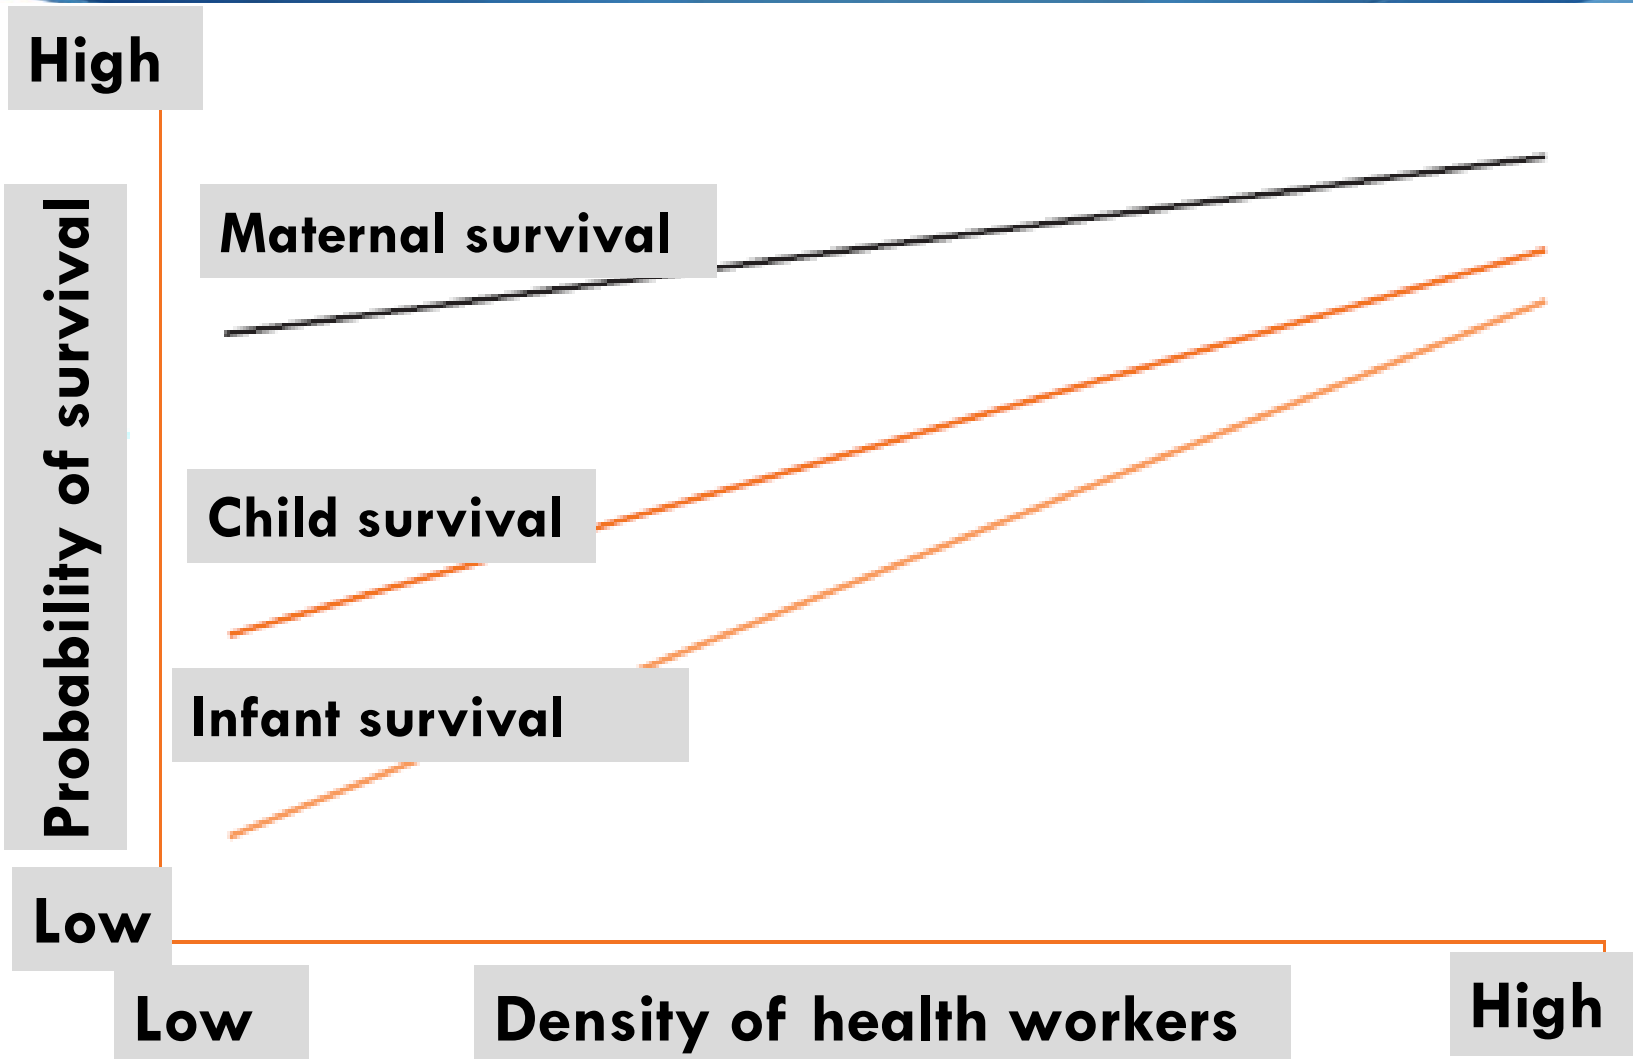 High
Probability of survival
Maternal survival
Child survival
Infant survival
Low
Low
Density of health workers
High